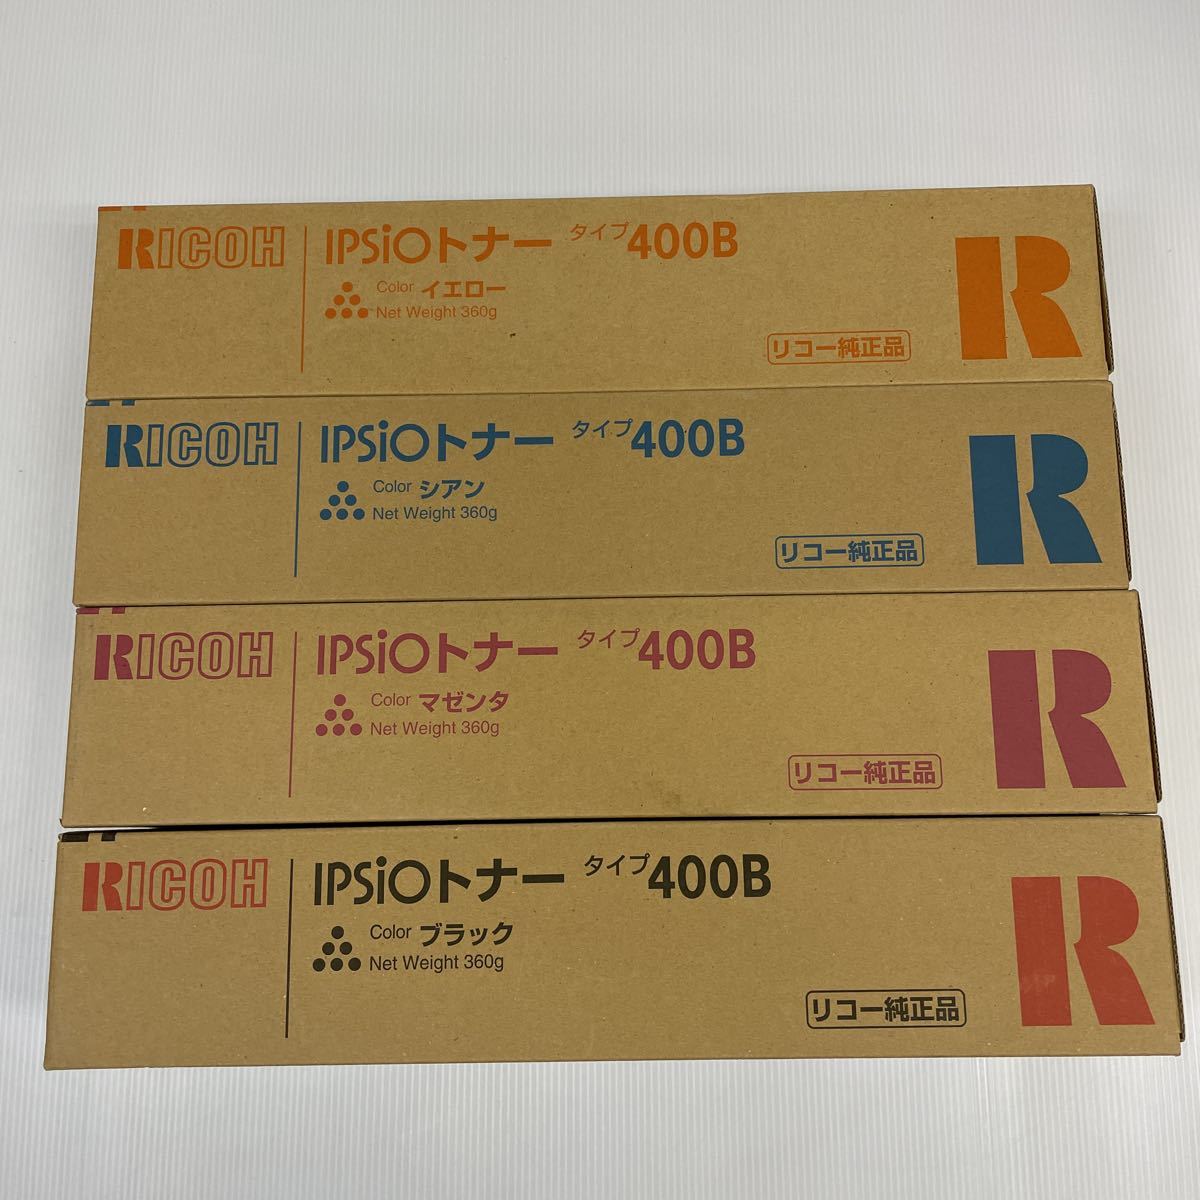 RICOH
IPSiOトナー タイプ400B
Color イエロー
Net Weight 360g
リコー純正品
R
RICOH
IPSiOトナー タイプ400B
Color シアン
Net Weight 360g
リコー純正品
R
RICOH
IPSiOトナー タイプ400B
Color マゼンタ
Net Weight 360g
リコー純正品
R
RICOH
IPSiOトナー タイプ400B
Color ブラック
Net Weight 360g
リコー純正品
R